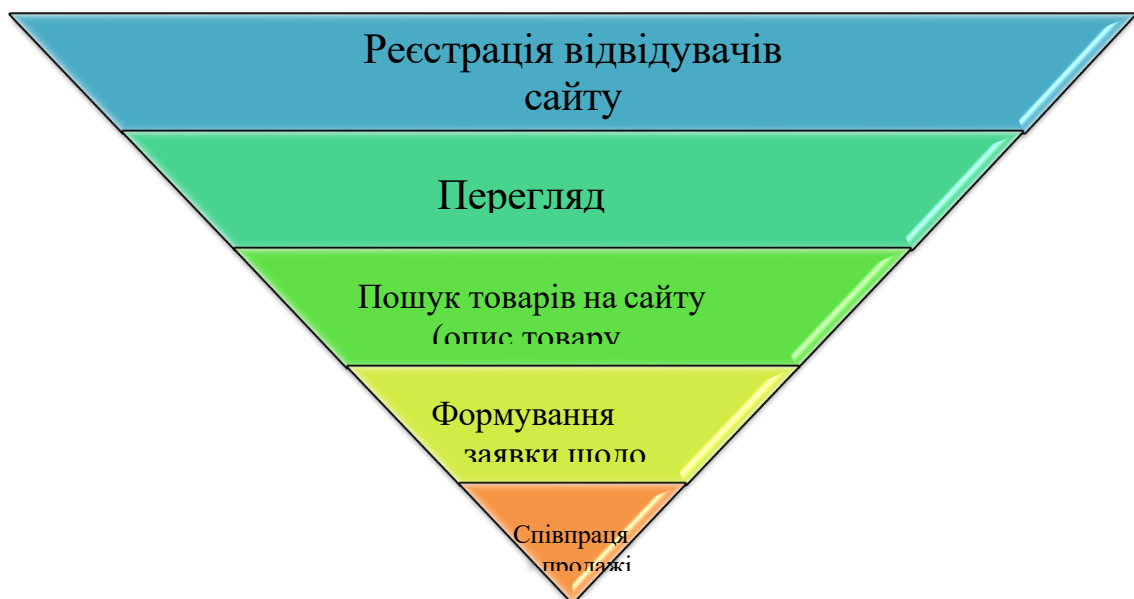 Реєстрація відвідувачів
сайту
Перегляд
Пошук товарів на сайту
(опис товару
Формування
заявки щодо
Співпраця
продажі